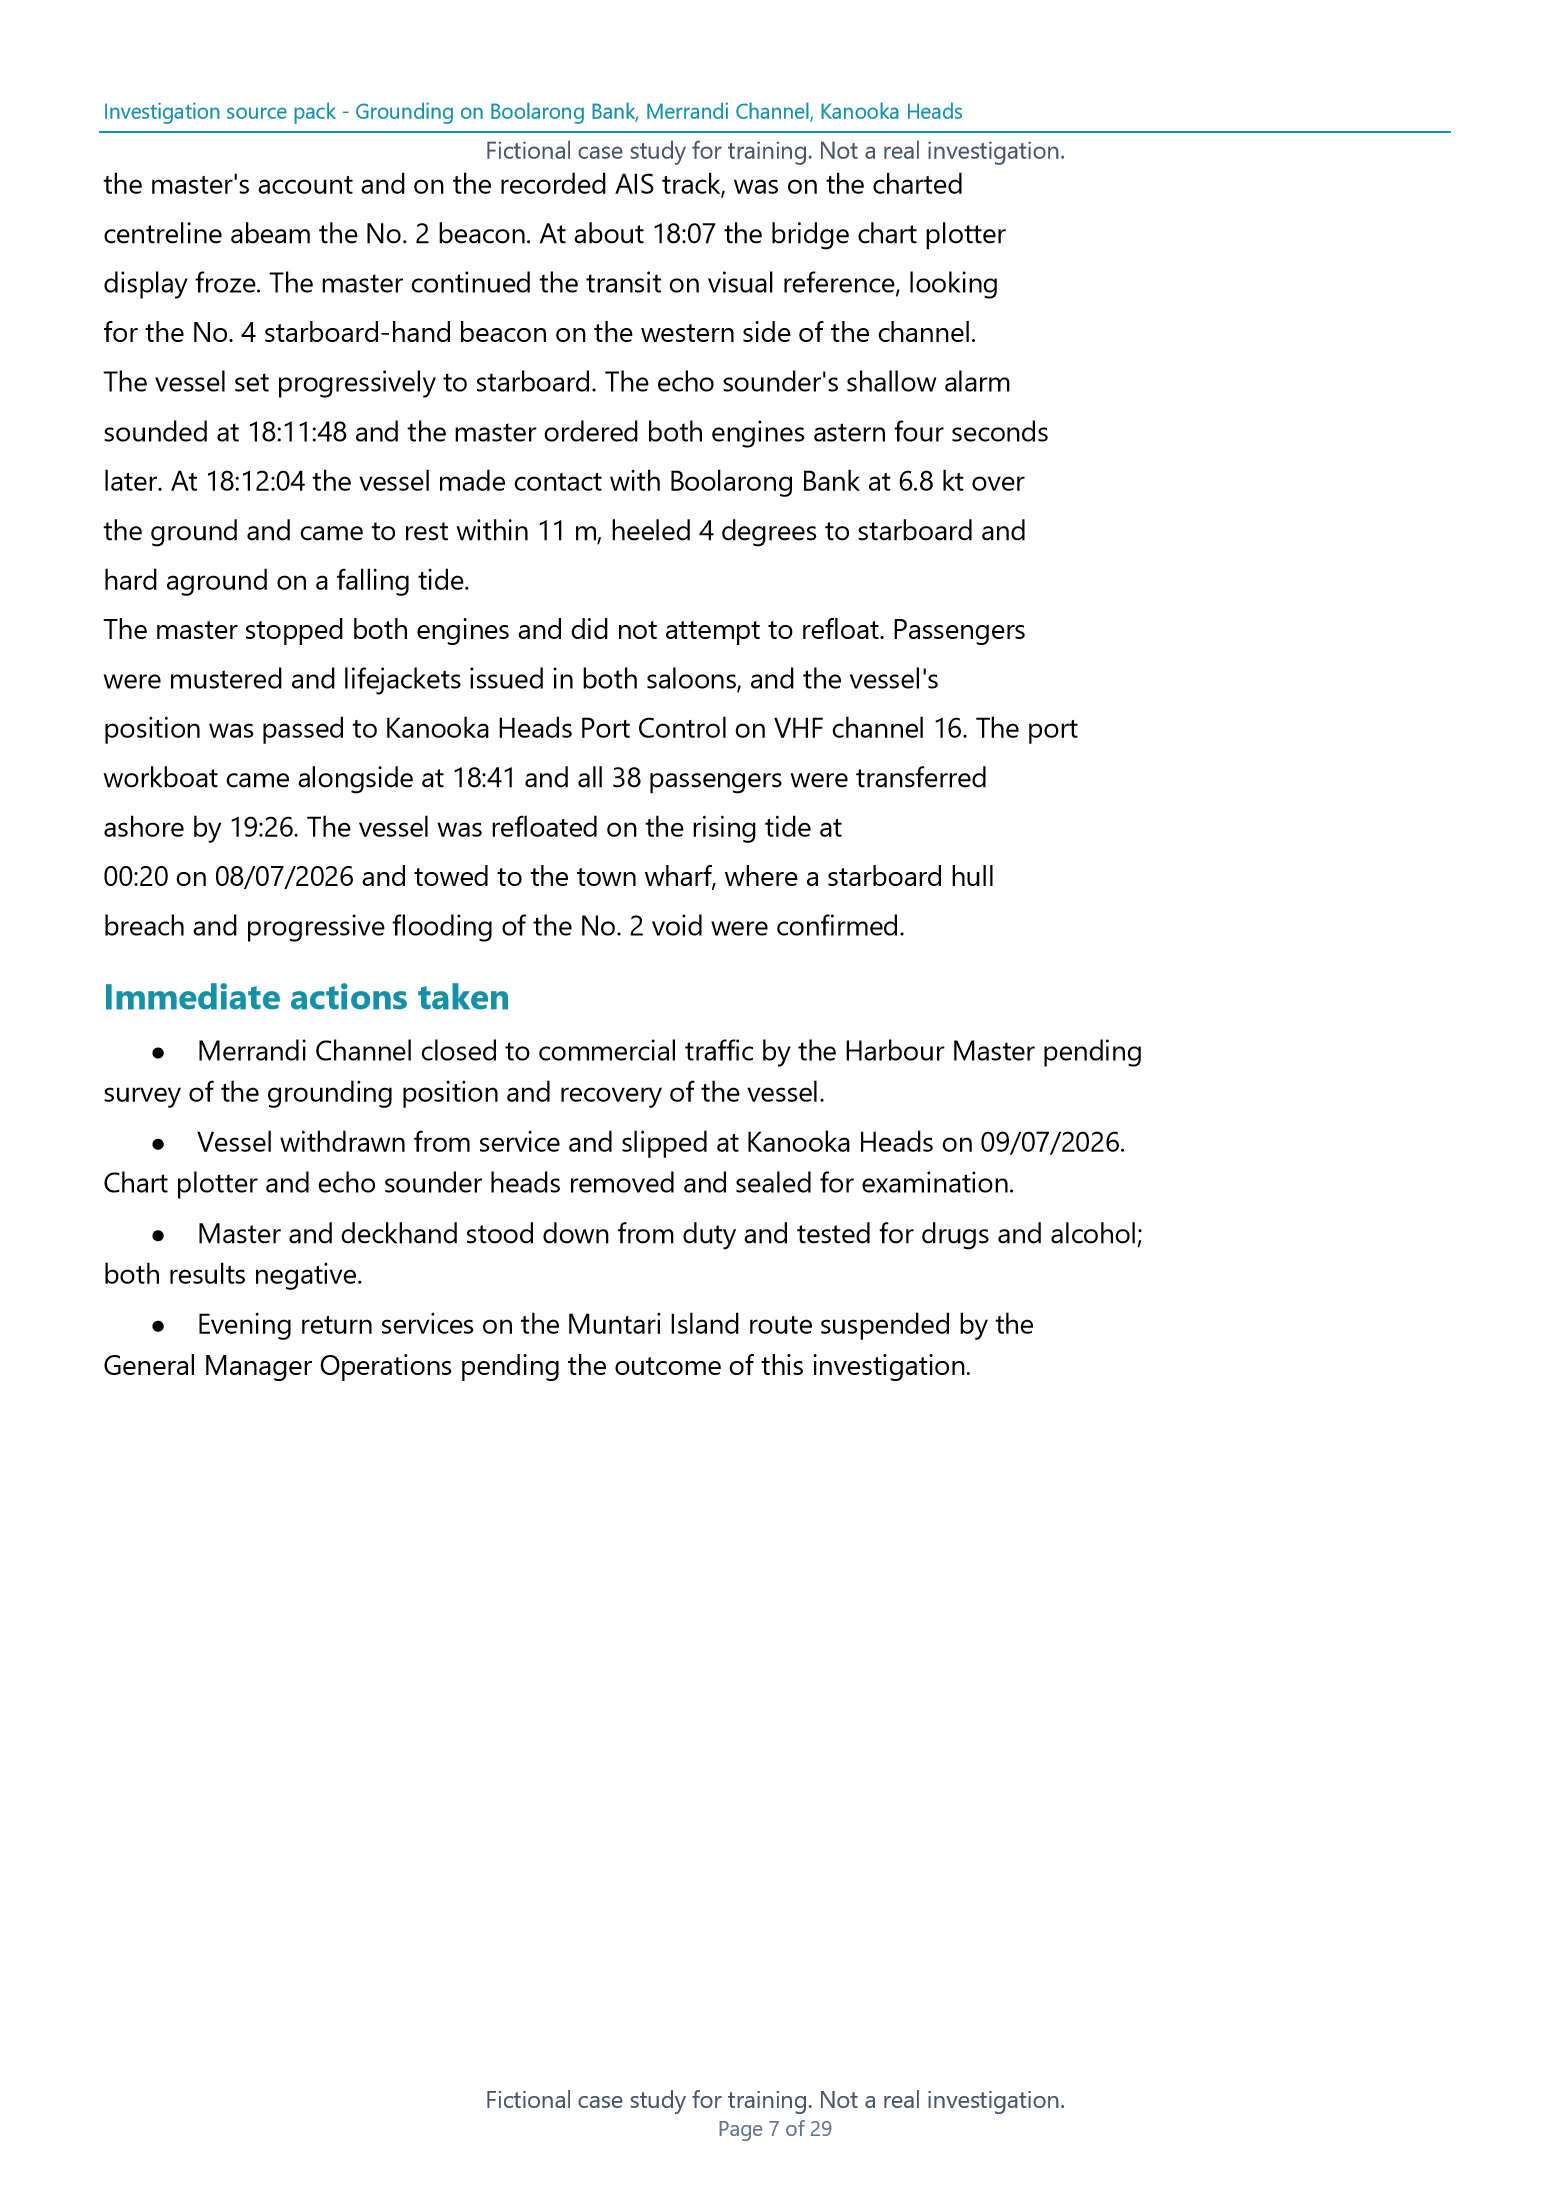 Investigation source pack - Grounding on Boolarong Bank, Merrandi Channel, Kanooka Heads
Fictional case study for training. Not a real investigation.
the master's account and on the recorded AIS track, was on the charted
centreline abeam the No. 2 beacon. At about 18:07 the bridge chart plotter
display froze. The master continued the transit on visual reference, looking
for the No. 4 starboard-hand beacon on the western side of the channel.
The vessel set progressively to starboard. The echo sounder's shallow alarm
sounded at 18:11:48 and the master ordered both engines astern four seconds
later. At 18:12:04 the vessel made contact with Boolarong Bank at 6.8 kt over
the ground and came to rest within 11 m, heeled 4 degrees to starboard and
hard aground on a falling tide.
The master stopped both engines and did not attempt to refloat. Passengers
were mustered and lifejackets issued in both saloons, and the vessel's
position was passed to Kanooka Heads Port Control on VHF channel 16. The port
workboat came alongside at 18:41 and all 38 passengers were transferred
ashore by 19:26. The vessel was refloated on the rising tide at
00:20 on 08/07/2026 and towed to the town wharf, where a starboard hull
breach and progressive flooding of the No. 2 void were confirmed.
Immediate actions taken
● Merrandi Channel closed to commercial traffic by the Harbour Master pending
survey of the grounding position and recovery of the vessel.
● Vessel withdrawn from service and slipped at Kanooka Heads on 09/07/2026.
Chart plotter and echo sounder heads removed and sealed for examination.
● Master and deckhand stood down from duty and tested for drugs and alcohol;
both results negative.
● Evening return services on the Muntari Island route suspended by the
General Manager Operations pending the outcome of this investigation.
Fictional case study for training. Not a real investigation.
Page 7 of 29